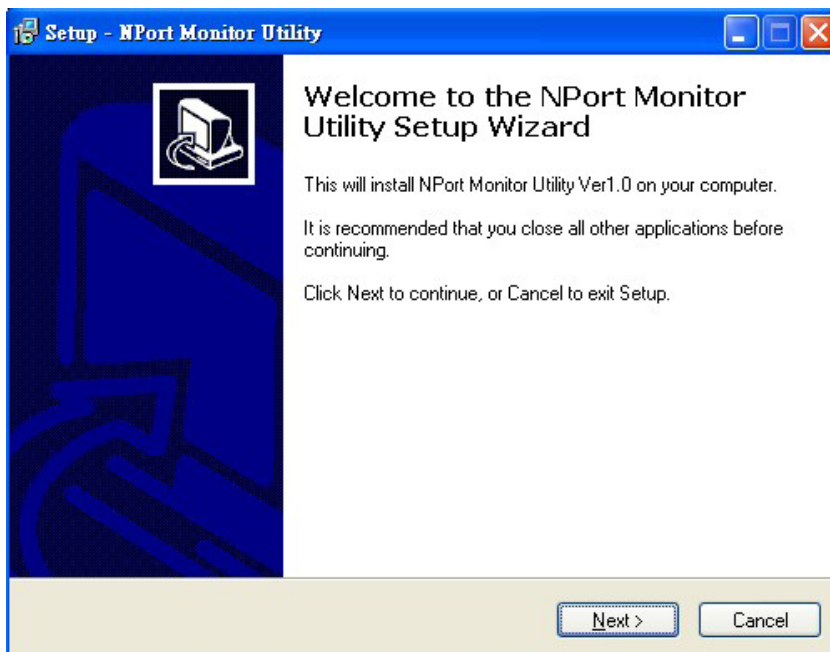 Setup - NPort Monitor Utility
Welcome to the NPort Monitor
Utility Setup Wizard
This will install NPort Monitor Utility Ver1.0 on your computer.
It is recommended that you close all other applications before
continuing.
Click Next to continue, or Cancel to exit Setup.
Next >
Cancel